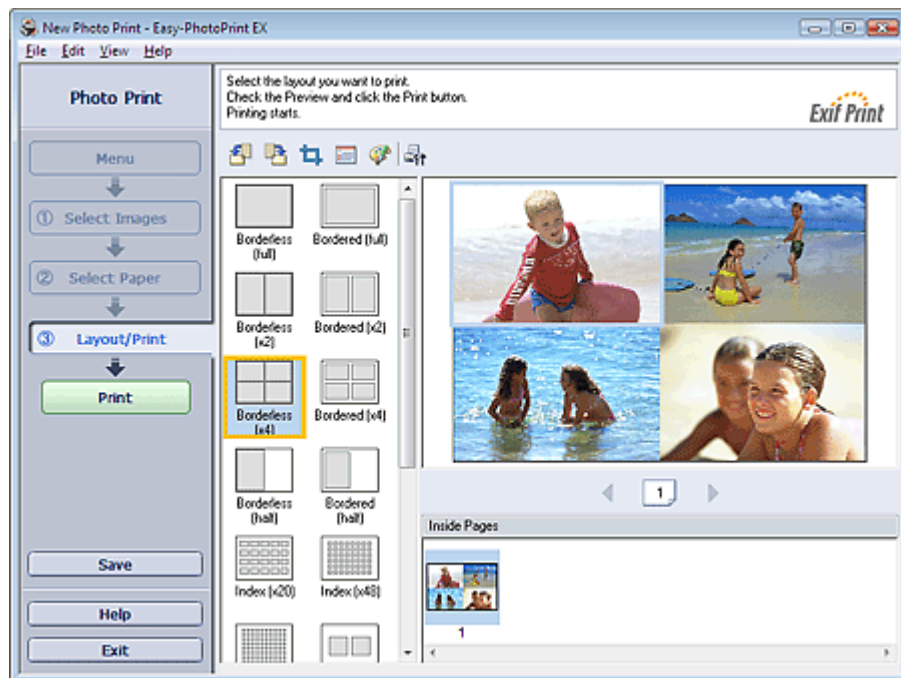 New Photo Print - Easy-PhotoPrint EX
File Edit View Help
Photo Print
Select the layout you want to print.
Check the Preview and click the Print button.
Printing starts.
Exif Print
Menu
① Select Images
② Select Paper
③ Layout/Print
Print
Save
Help
Exit
Borderless (full)
Bordered (full)
Borderless (x2)
Bordered (x2)
Borderless (x4)
Bordered (x4)
Borderless (half)
Bordered (half)
Index (x20)
Index (x48)
1
Inside Pages
1